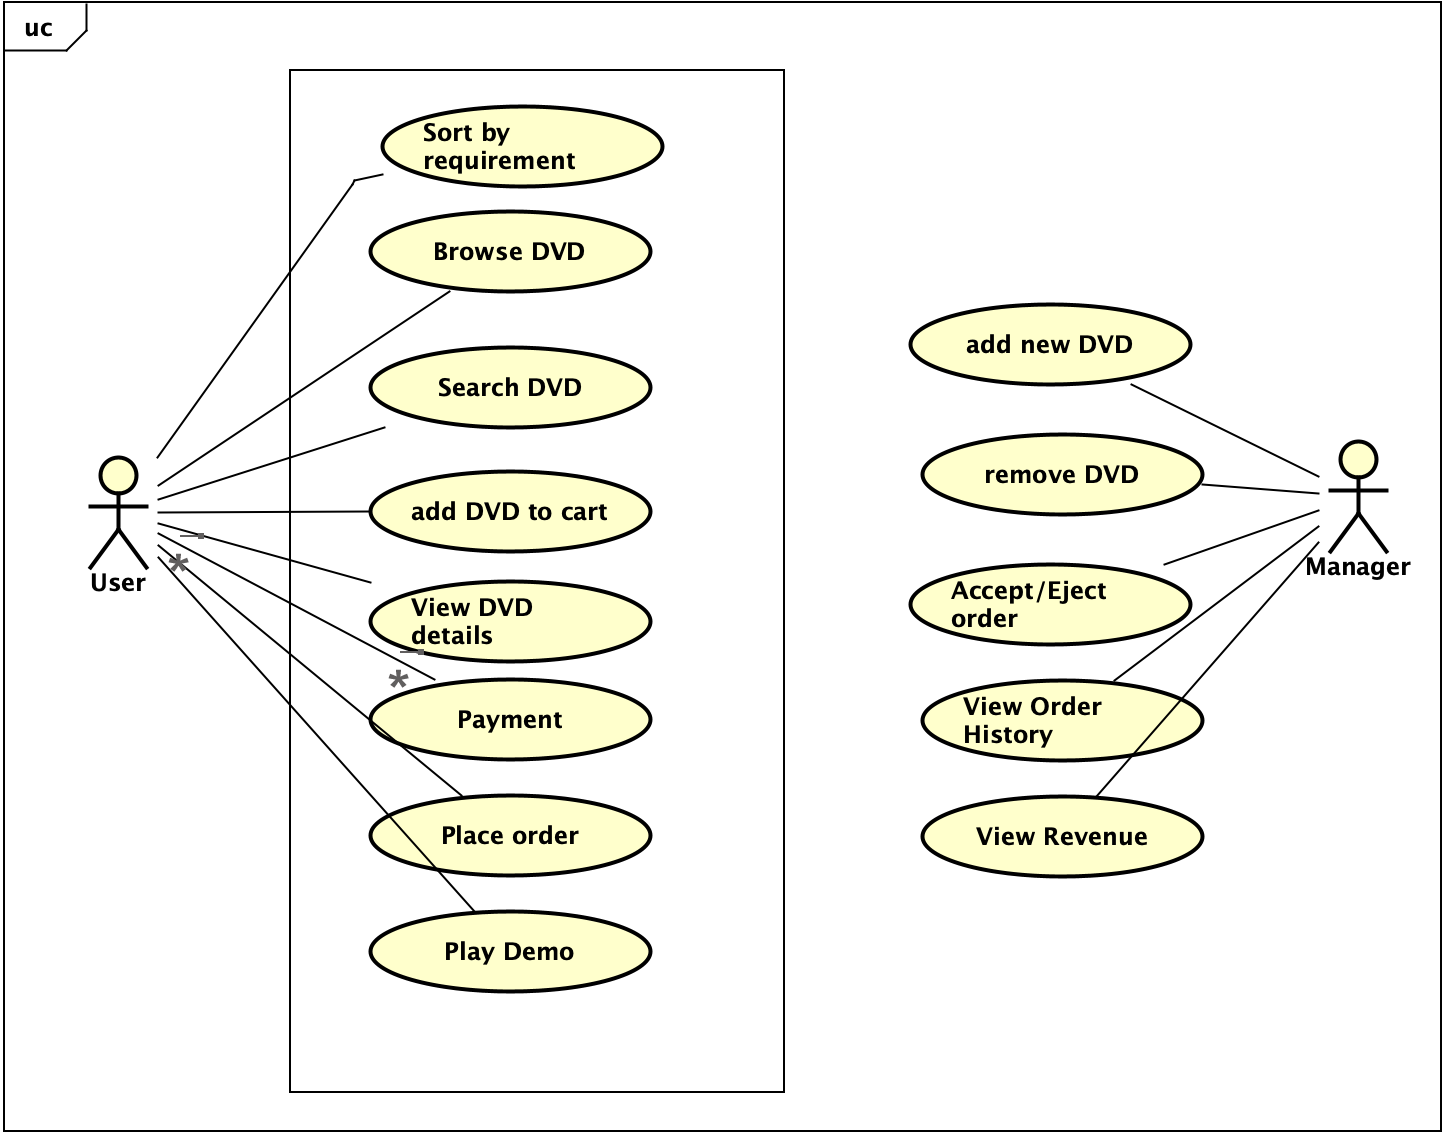 uc
Sort by
requirement
Browse DVD
Search DVD
add DVD to cart
View DVD
details
Payment
Place order
Play Demo
User
*
*
add new DVD
remove DVD
Accept/Eject
order
View Order
History
View Revenue
Manager